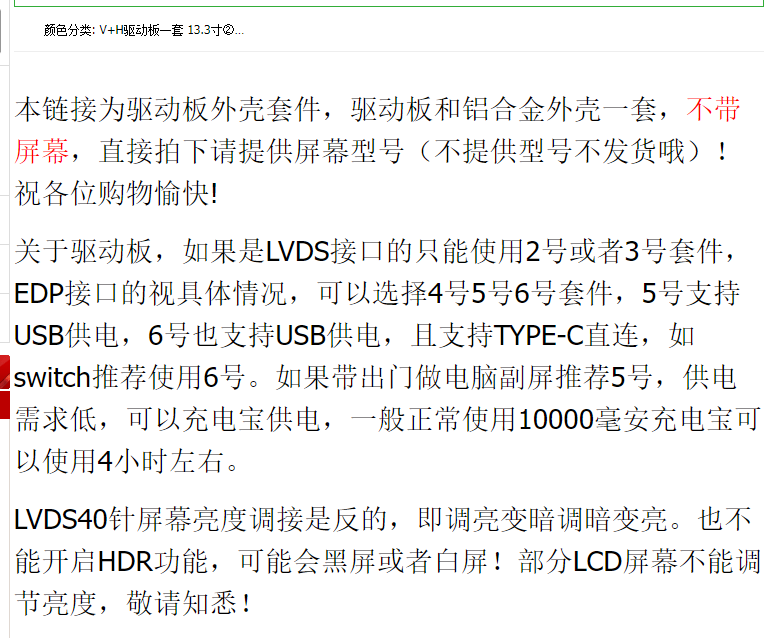 颜色分类: V+H驱动板一套 13.3寸②...
本链接为驱动板外壳套件，驱动板和铝合金外壳一套，不带
屏幕，直接拍下请提供屏幕型号（不提供型号不发货哦）！
祝各位购物愉快!
关于驱动板，如果是LVDS接口的只能使用2号或者3号套件，
EDP接口的视具体情况，可以选择4号5号6号套件，5号支持
USB供电，6号也支持USB供电，且支持TYPE-C直连，如
switch推荐使用6号。如果带出门做电脑副屏推荐5号，供电
需求低，可以充电宝供电，一般正常使用10000毫安充电宝可
以使用4小时左右。
LVDS40针屏幕亮度调接是反的，即调亮变暗调暗变亮。也不
能开启HDR功能，可能会黑屏或者白屏！部分LCD屏幕不能调
节亮度，敬请知悉！